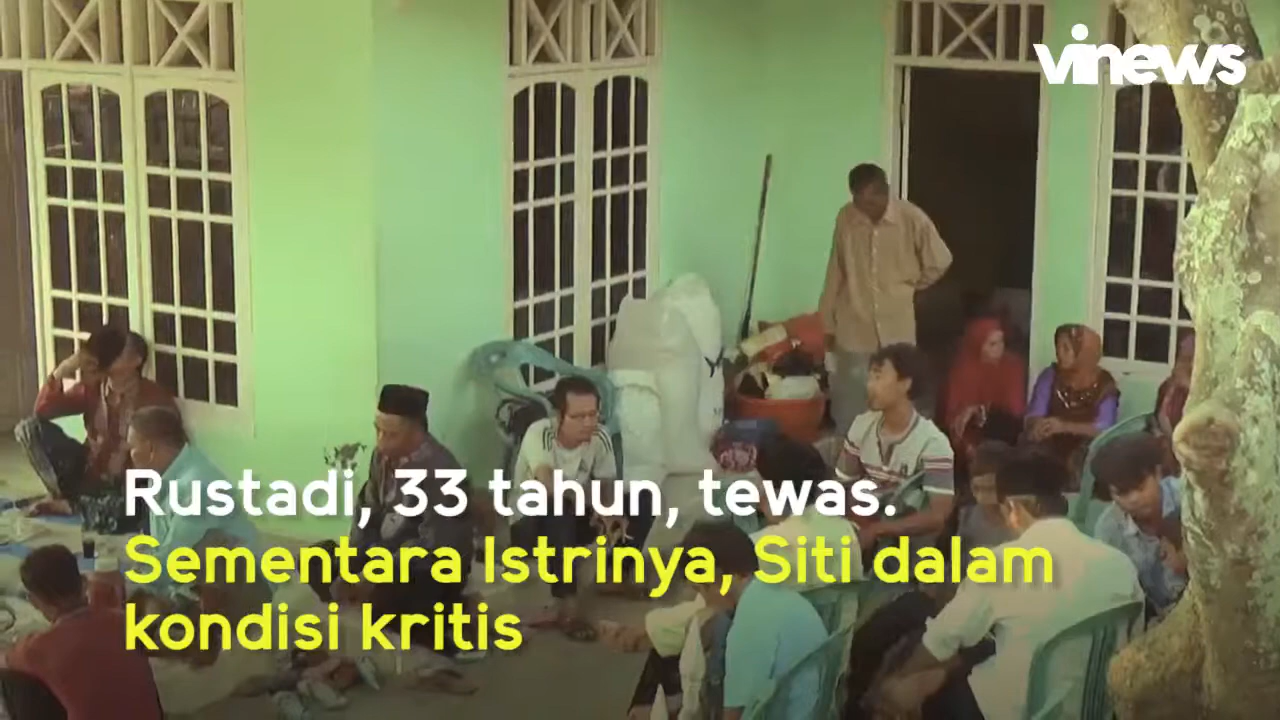 vinews
Rustadi, 33 tahun, tewas.
Sementara Istrinya, Siti dalam
kondisi kritis